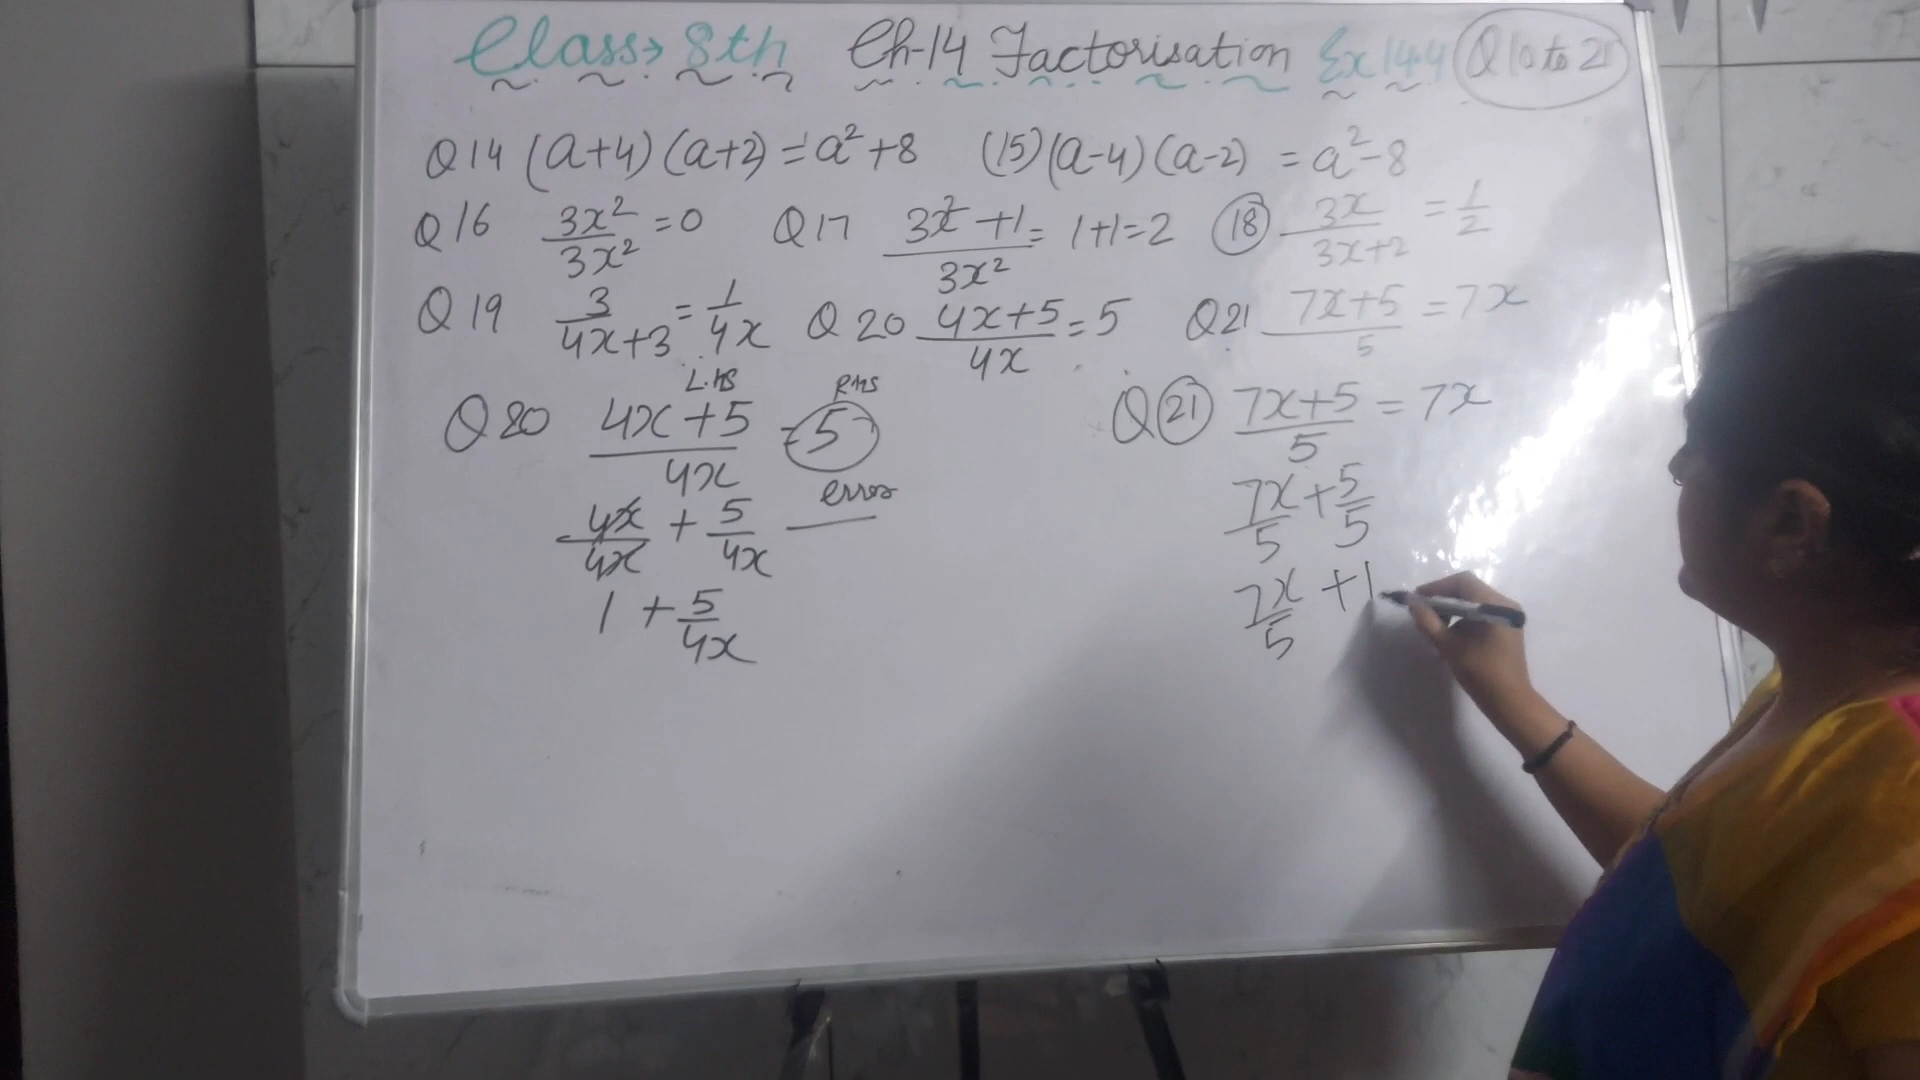 Class → 8th Ch-14 Factorisation Ex 14.4 Q 10 to 21
Q14 (a+4)(a+2) = a²+8 (15) (a-4)(a-2) = a²-8
Q16 3x²/3x² = 0 Q17 3x²+1/3x² = 1+1=2 18 3x/3x+2 = 1/2
Q19 3/4x+3 = 1/4x Q20 4x+5/4x = 5 Q21 7x+5/5 = 7x
L.HS RHS
Q20 4x+5/4x = 5 Q21 7x+5/5 = 7x
error
4x/4x + 5/4x 7x/5 + 5/5
1 + 5/4x 7x/5 + 1